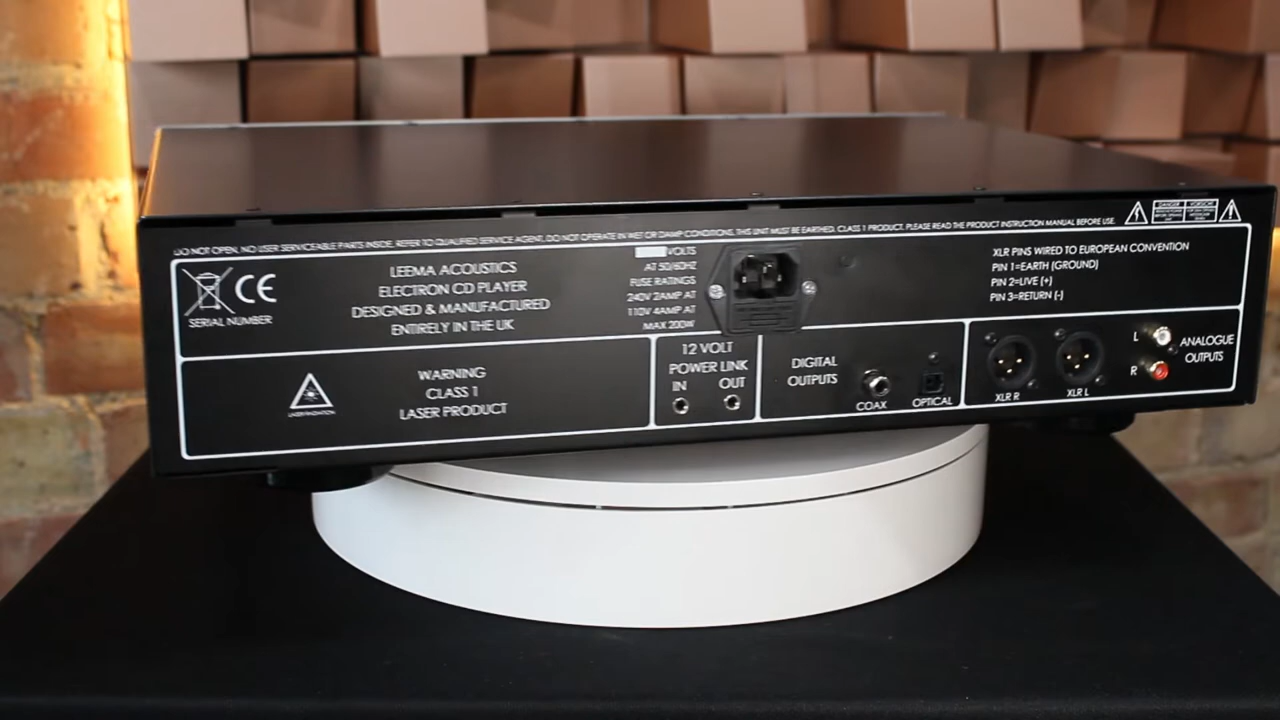 DO NOT OPEN. NO USER SERVICEABLE PARTS INSIDE. REFER TO QUALIFIED SERVICE AGENT. DO NOT OPERATE IN WET OR DAMP CONDITIONS. THIS UNIT MUST BE EARTHED. CLASS 1 PRODUCT. PLEASE READ THE PRODUCT INSTRUCTION MANUAL BEFORE USE.
DANGER
VORSICHT
CE
SERIAL NUMBER
LEEMA ACOUSTICS
ELECTRON CD PLAYER
DESIGNED & MANUFACTURED
ENTIRELY IN THE UK
VOLTS
AT 50/60HZ
FUSE RATINGS
240V 2AMP AT
110V 4AMP AT
MAX 200W
XLR PINS WIRED TO EUROPEAN CONVENTION
PIN 1=EARTH (GROUND)
PIN 2=LIVE (+)
PIN 3=RETURN (-)
LASER RADIATION
WARNING
CLASS 1
LASER PRODUCT
12 VOLT
POWER LINK
IN OUT
DIGITAL
OUTPUTS
COAX
OPTICAL
XLR R
XLR L
L
R
ANALOGUE
OUTPUTS